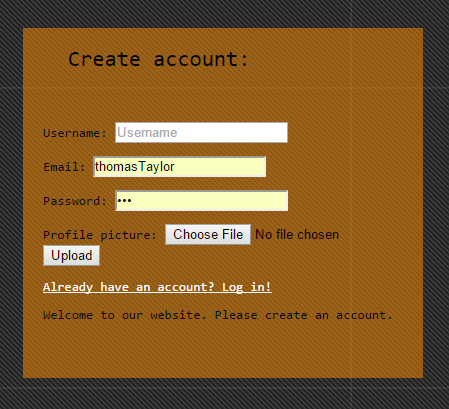 Create account:
Username: Username
Email: thomasTaylor
Password: •••
Profile picture: Choose File No file chosen
Upload
Already have an account? Log in!
Welcome to our website. Please create an account.